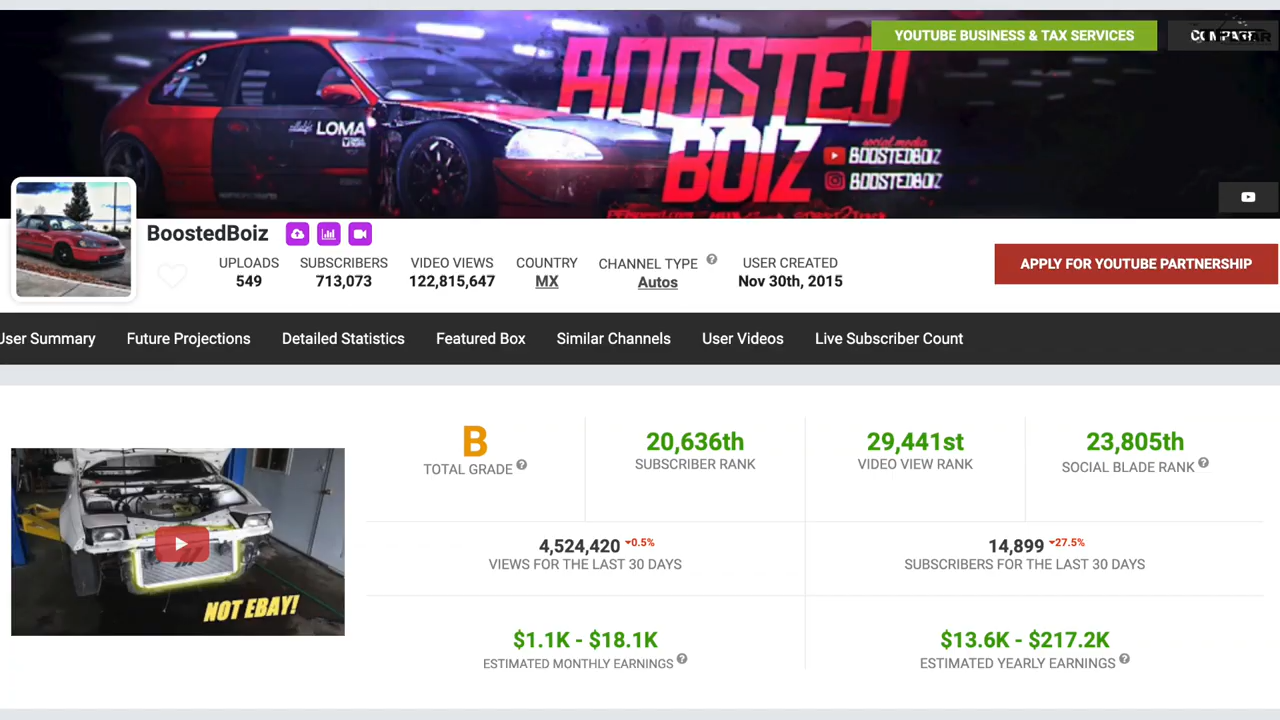 YOUTUBE BUSINESS & TAX SERVICES
BOOSTED
BOIZ
social media
BOOSTEDBOIZ
BOOSTEDBOIZ
LOMA
BoostedBoiz
UPLOADS SUBSCRIBERS VIDEO VIEWS COUNTRY CHANNEL TYPE USER CREATED
549 713,073 122,815,647 MX Autos Nov 30th, 2015
APPLY FOR YOUTUBE PARTNERSHIP
User Summary Future Projections Detailed Statistics Featured Box Similar Channels User Videos Live Subscriber Count
B
TOTAL GRADE
20,636th
SUBSCRIBER RANK
29,441st
VIDEO VIEW RANK
23,805th
SOCIAL BLADE RANK
4,524,420 0.5%
VIEWS FOR THE LAST 30 DAYS
14,899 27.5%
SUBSCRIBERS FOR THE LAST 30 DAYS
NOT EBAY!
$1.1K - $18.1K
ESTIMATED MONTHLY EARNINGS
$13.6K - $217.2K
ESTIMATED YEARLY EARNINGS